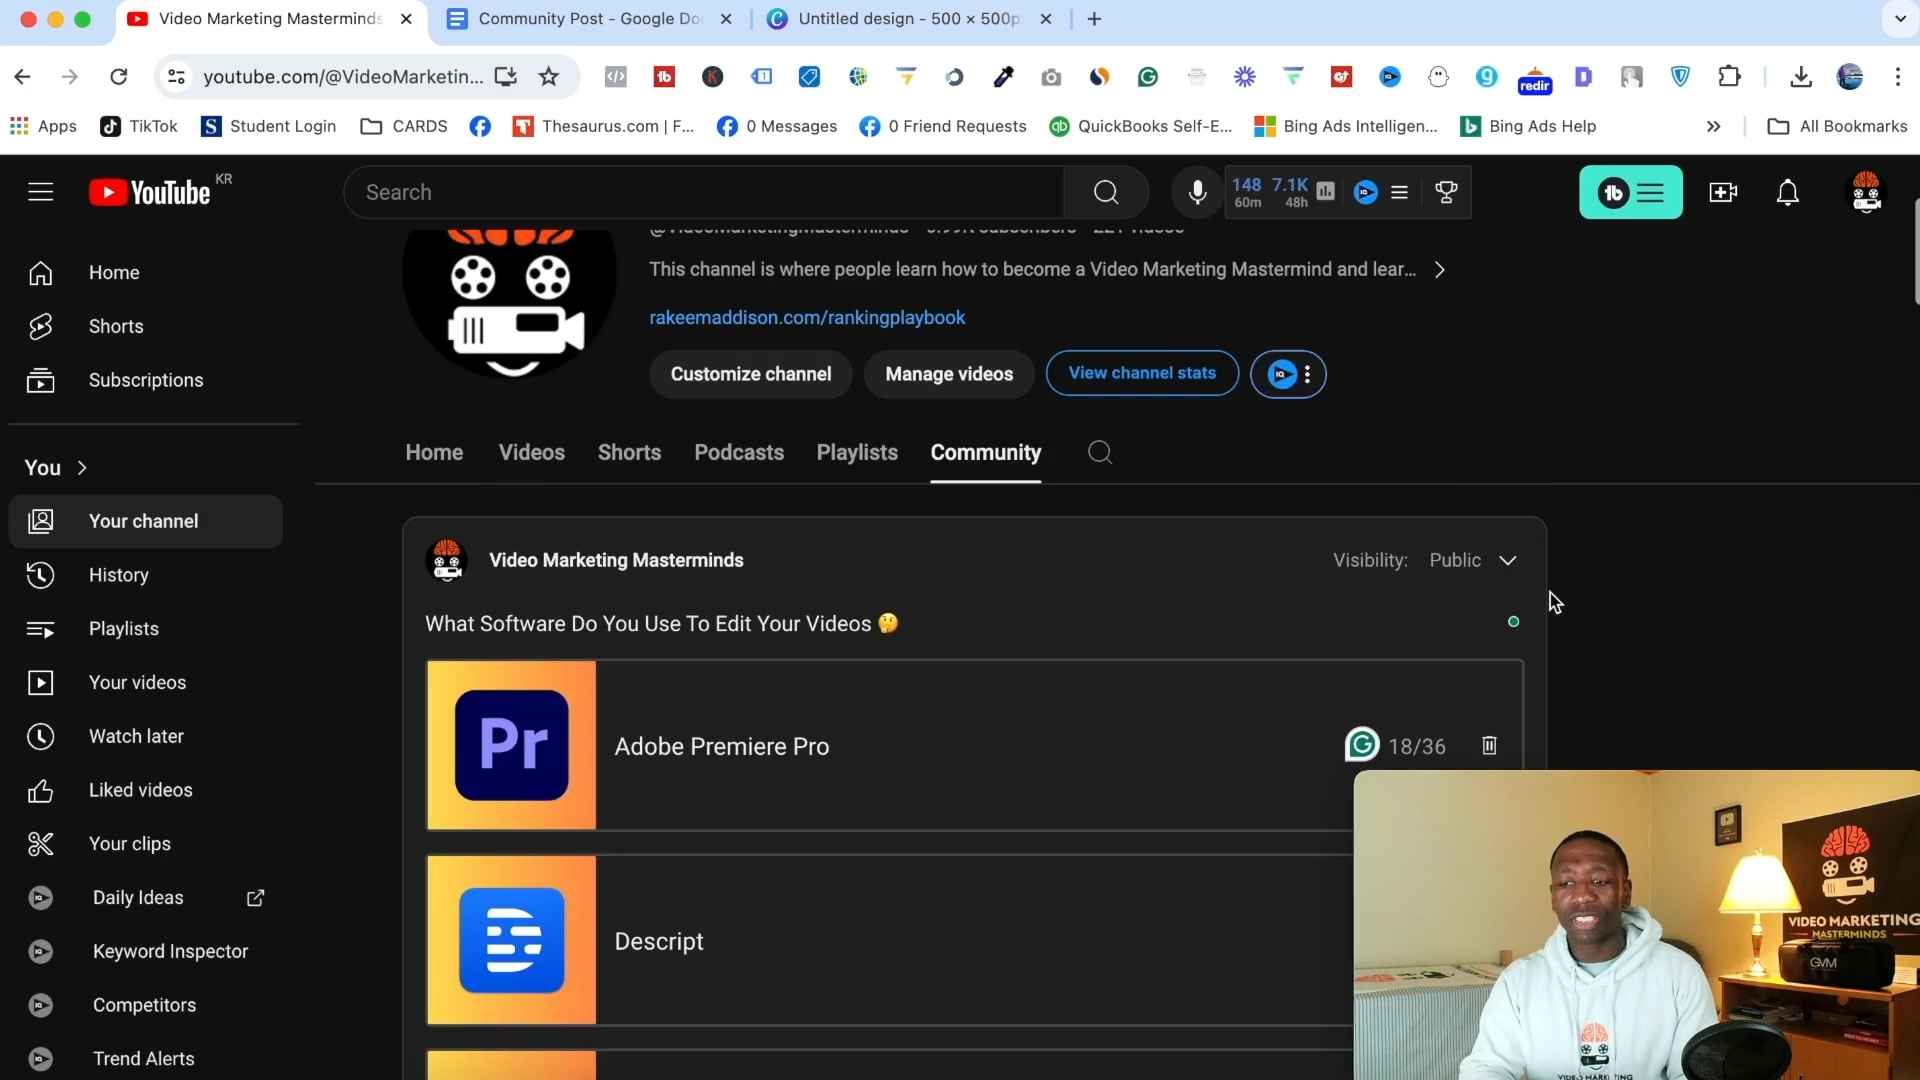 Video Marketing Masterminds
Community Post - Google Do
Untitled design - 500 × 500p
youtube.com/@VideoMarketin...
redir
Apps
TikTok
Student Login
CARDS
Thesaurus.com | F...
0 Messages
0 Friend Requests
QuickBooks Self-E...
Bing Ads Intelligen...
Bing Ads Help
All Bookmarks
YouTube KR
Search
148 7.1K
60m 48h
Home
Shorts
Subscriptions
You
Your channel
History
Playlists
Your videos
Watch later
Liked videos
Your clips
Daily Ideas
Keyword Inspector
Competitors
Trend Alerts
This channel is where people learn how to become a Video Marketing Mastermind and lear...
rakeemaddison.com/rankingplaybook
Customize channel
Manage videos
View channel stats
Home
Videos
Shorts
Podcasts
Playlists
Community
Video Marketing Masterminds
Visibility: Public
What Software Do You Use To Edit Your Videos 🤔
Pr
Adobe Premiere Pro
18/36
Descript
VIDEO MARKETING
MASTERMINDS
GVM